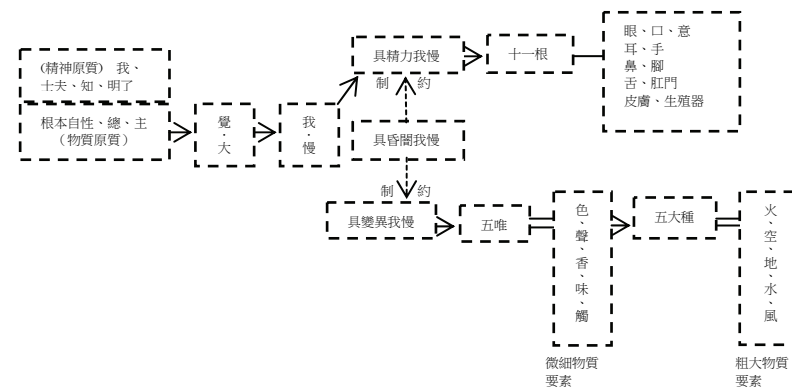 (精神原質) 我、
士夫、知、明了
根本自性、總、主
(物質原質)
覺．大
我．慢
具精力我慢
十一根
眼、口、意
耳、手
鼻、腳
舌、肛門
皮膚、生殖器
制 約
具昏闇我慢
制 約
具變異我慢
五唯
色、聲、香、味、觸
五大種
火、空、地、水、風
微細物質
要素
粗大物質
要素